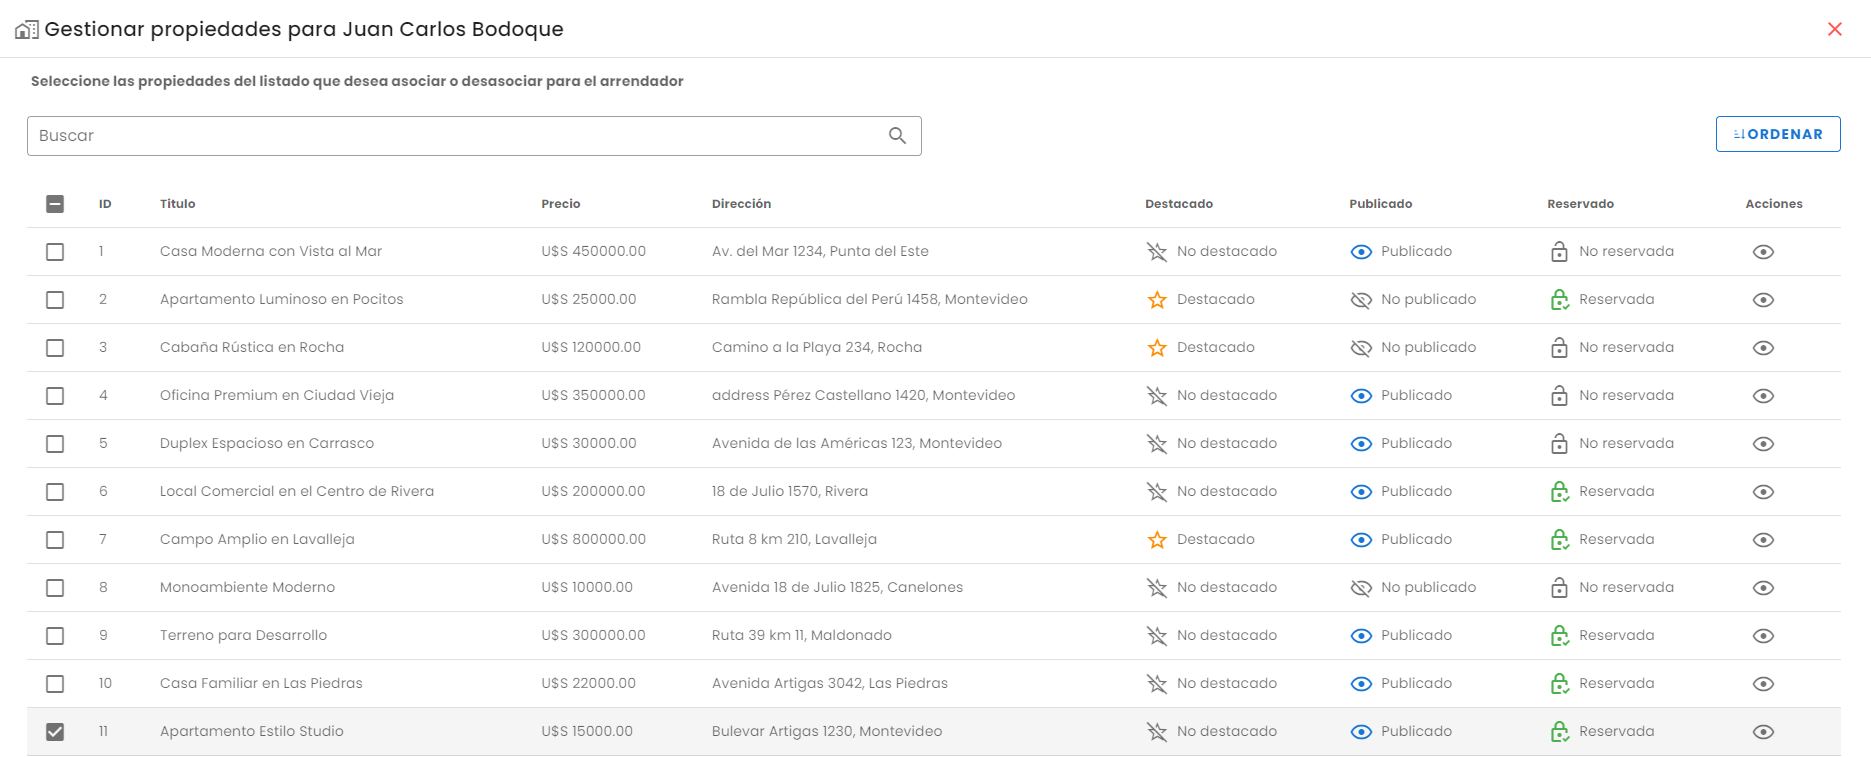 Gestionar propiedades para Juan Carlos Bodoque
Seleccione las propiedades del listado que desea asociar o desasociar para el arrendador
Buscar
ORDENAR
ID Titulo Precio Dirección Destacado Publicado Reservado Acciones
1 Casa Moderna con Vista al Mar U$S 450000.00 Av. del Mar 1234, Punta del Este No destacado Publicado No reservada
2 Apartamento Luminoso en Pocitos U$S 25000.00 Rambla República del Perú 1458, Montevideo Destacado No publicado Reservada
3 Cabaña Rústica en Rocha U$S 120000.00 Camino a la Playa 234, Rocha Destacado No publicado No reservada
4 Oficina Premium en Ciudad Vieja U$S 350000.00 address Pérez Castellano 1420, Montevideo No destacado Publicado No reservada
5 Duplex Espacioso en Carrasco U$S 30000.00 Avenida de las Américas 123, Montevideo No destacado Publicado No reservada
6 Local Comercial en el Centro de Rivera U$S 200000.00 18 de Julio 1570, Rivera No destacado Publicado Reservada
7 Campo Amplio en Lavalleja U$S 800000.00 Ruta 8 km 210, Lavalleja Destacado Publicado Reservada
8 Monoambiente Moderno U$S 10000.00 Avenida 18 de Julio 1825, Canelones No destacado No publicado No reservada
9 Terreno para Desarrollo U$S 300000.00 Ruta 39 km 11, Maldonado No destacado Publicado Reservada
10 Casa Familiar en Las Piedras U$S 22000.00 Avenida Artigas 3042, Las Piedras No destacado Publicado Reservada
11 Apartamento Estilo Studio U$S 15000.00 Bulevar Artigas 1230, Montevideo No destacado Publicado Reservada